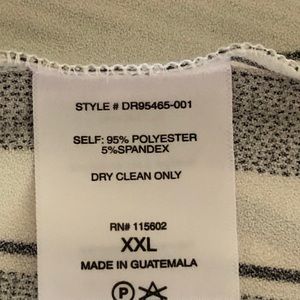 STYLE # DR95465-001
SELF: 95% POLYESTER
5%SPANDEX
DRY CLEAN ONLY
RN# 115602
XXL
MADE IN GUATEMALA
P